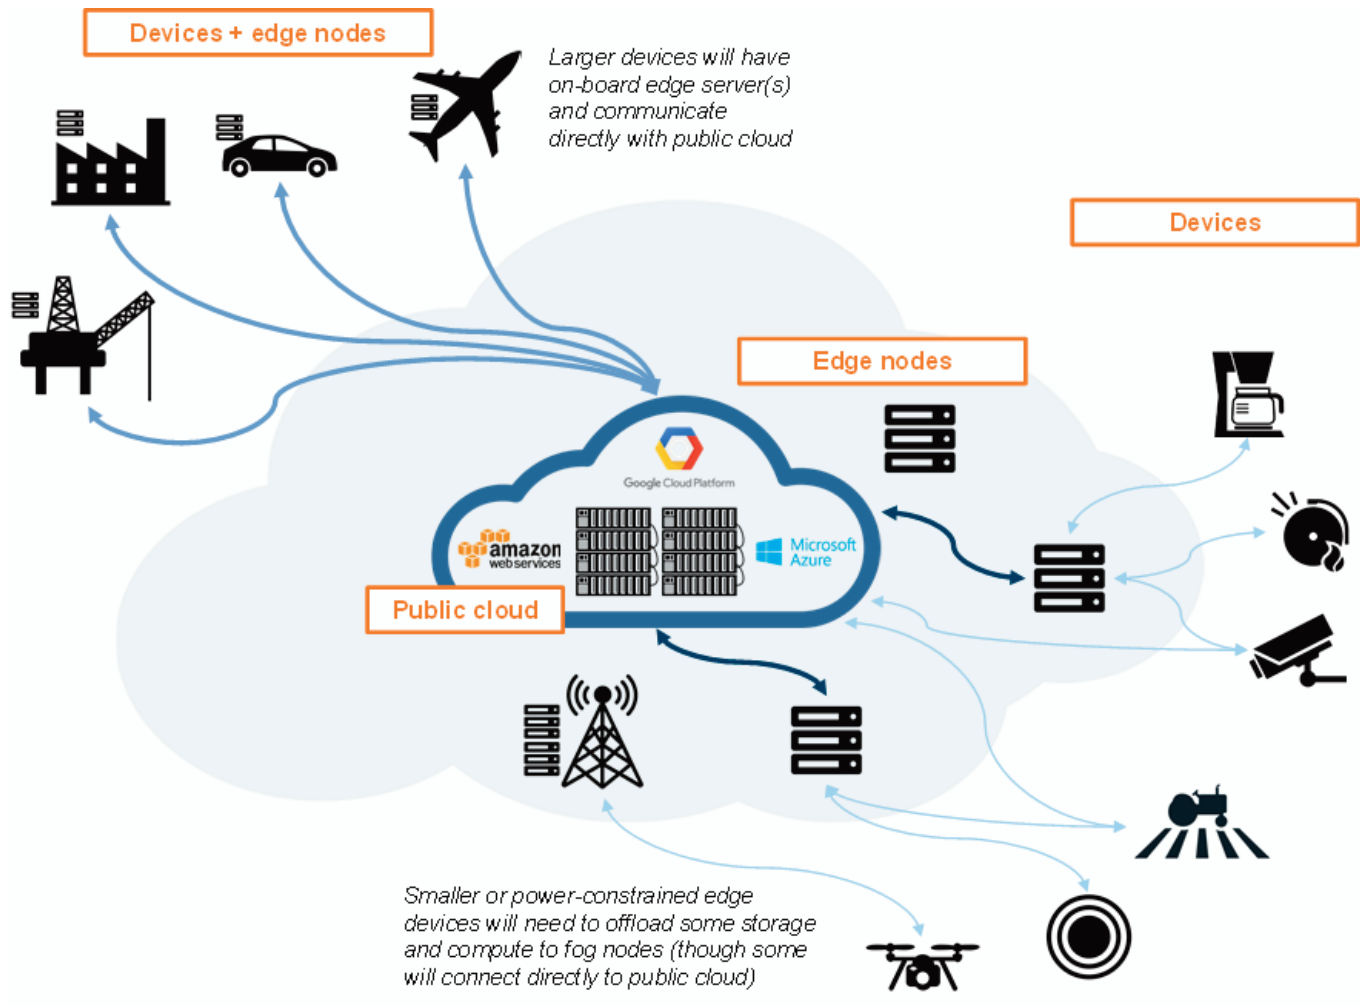 Devices + edge nodes
Larger devices will have
on-board edge server(s)
and communicate
directly with public cloud
Devices
Edge nodes
Google Cloud Platform
amazon
webservices
Microsoft
Azure
Public cloud
Smaller or power-constrained edge
devices will need to offload some storage
and compute to fog nodes (though some
will connect directly to public cloud)